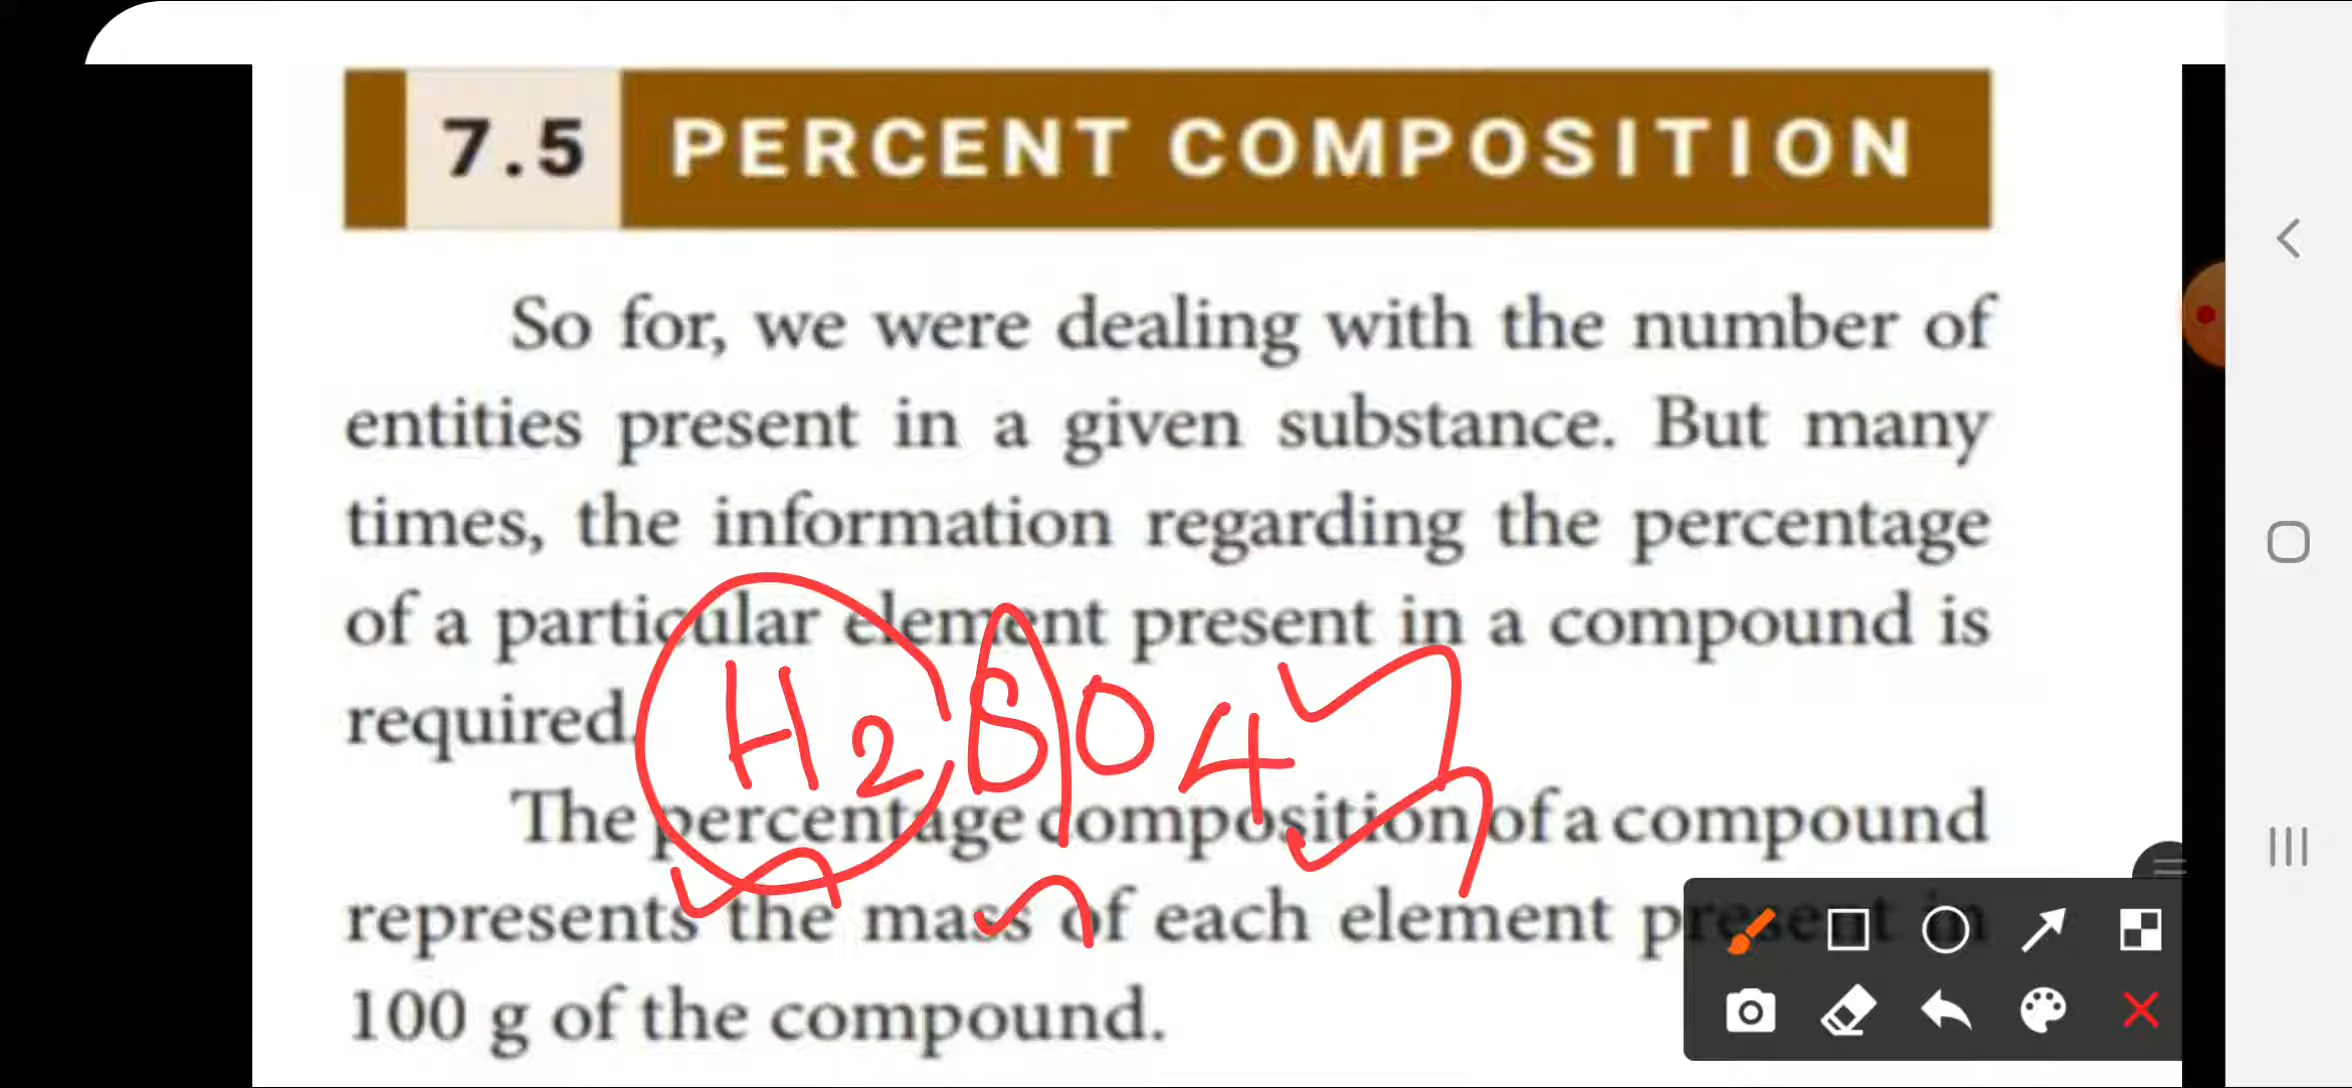 7.5 PERCENT COMPOSITION
So for, we were dealing with the number of
entities present in a given substance. But many
times, the information regarding the percentage
of a particular element present in a compound is
required.
H2SO4
The percentage composition of a compound
represents the mass of each element present in
100 g of the compound.